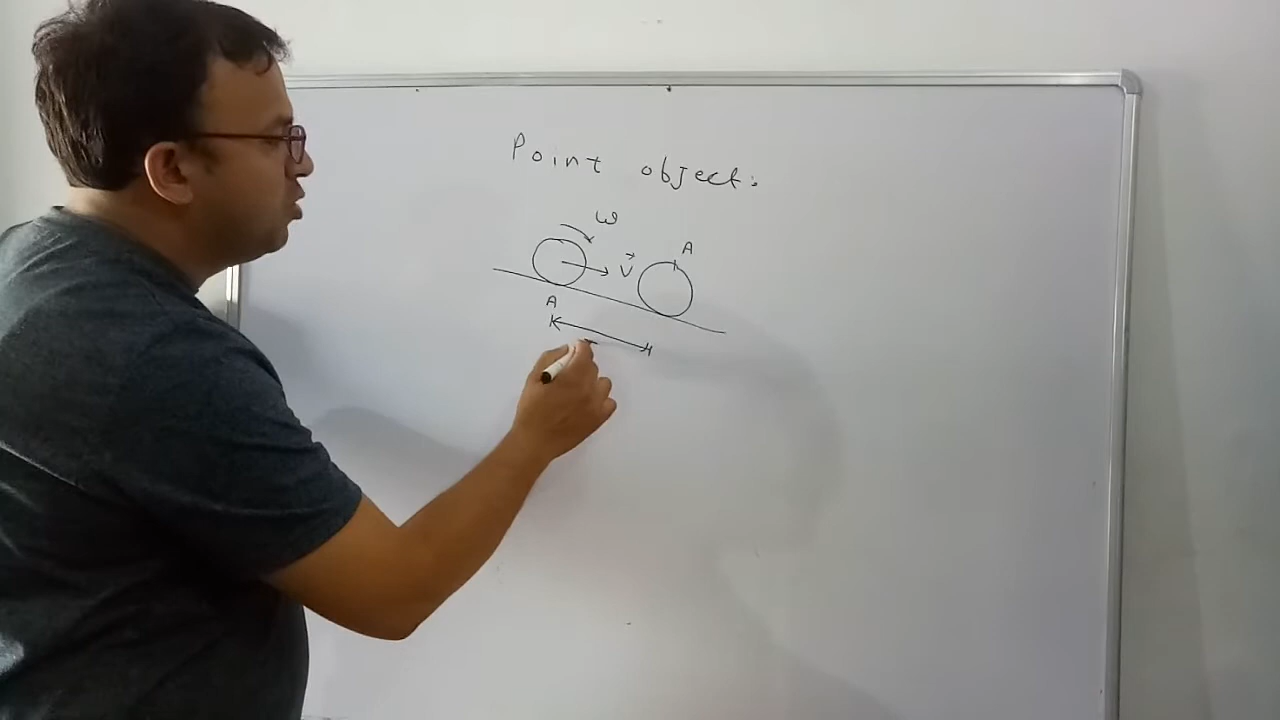 Point object:
ω
V⃗
A
A